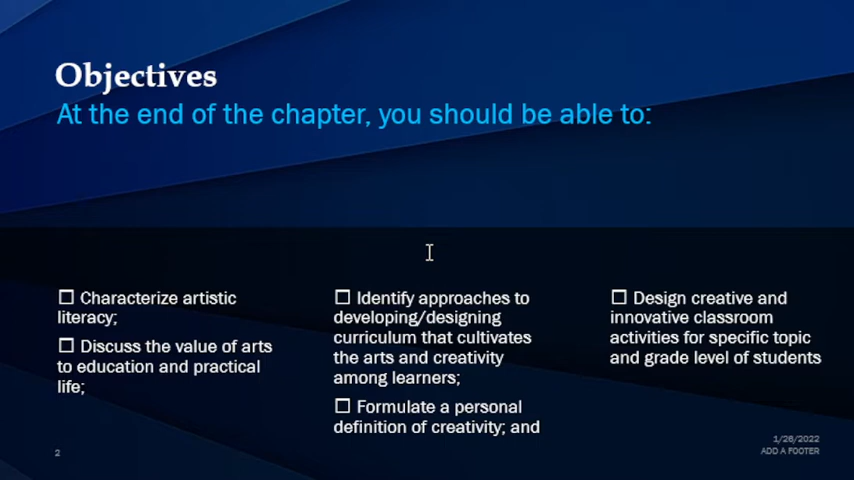 Objectives
At the end of the chapter, you should be able to:
☐ Characterize artistic
literacy;
☐ Discuss the value of arts
to education and practical
life;
☐ Identify approaches to
developing/designing
curriculum that cultivates
the arts and creativity
among learners;
☐ Formulate a personal
definition of creativity; and
☐ Design creative and
innovative classroom
activities for specific topic
and grade level of students
1/26/2022
2
ADD A FOOTER